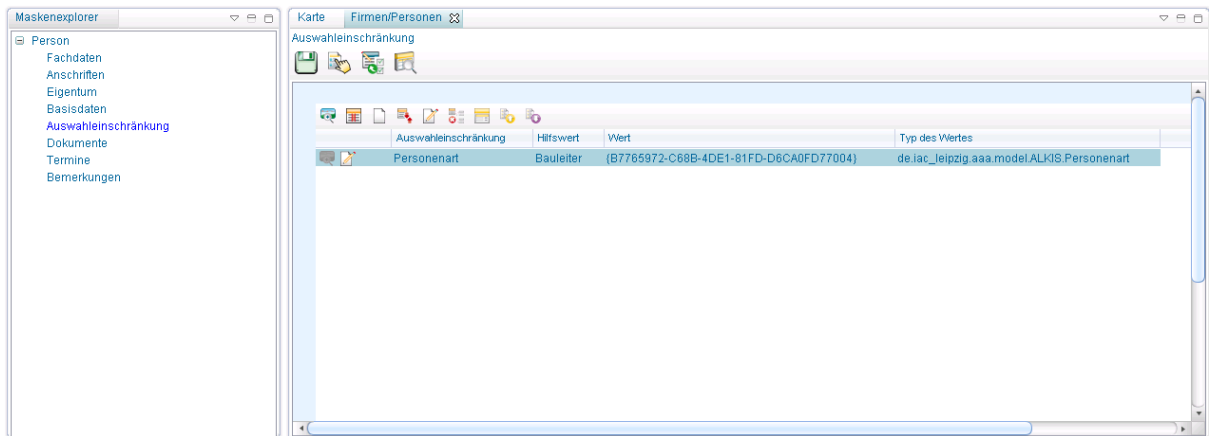 Maskenexplorer
Person
Fachdaten
Anschriften
Eigentum
Basisdaten
Auswahleinschränkung
Dokumente
Termine
Bemerkungen
Karte Firmen/Personen
Auswahleinschränkung
Auswahleinschränkung Hilfswert Wert Typ des Wertes
Personenart Bauleiter {B7765972-C68B-4DE1-81FD-D6CA0FD77004} de.iac_leipzig.aaa.model.ALKIS.Personenart